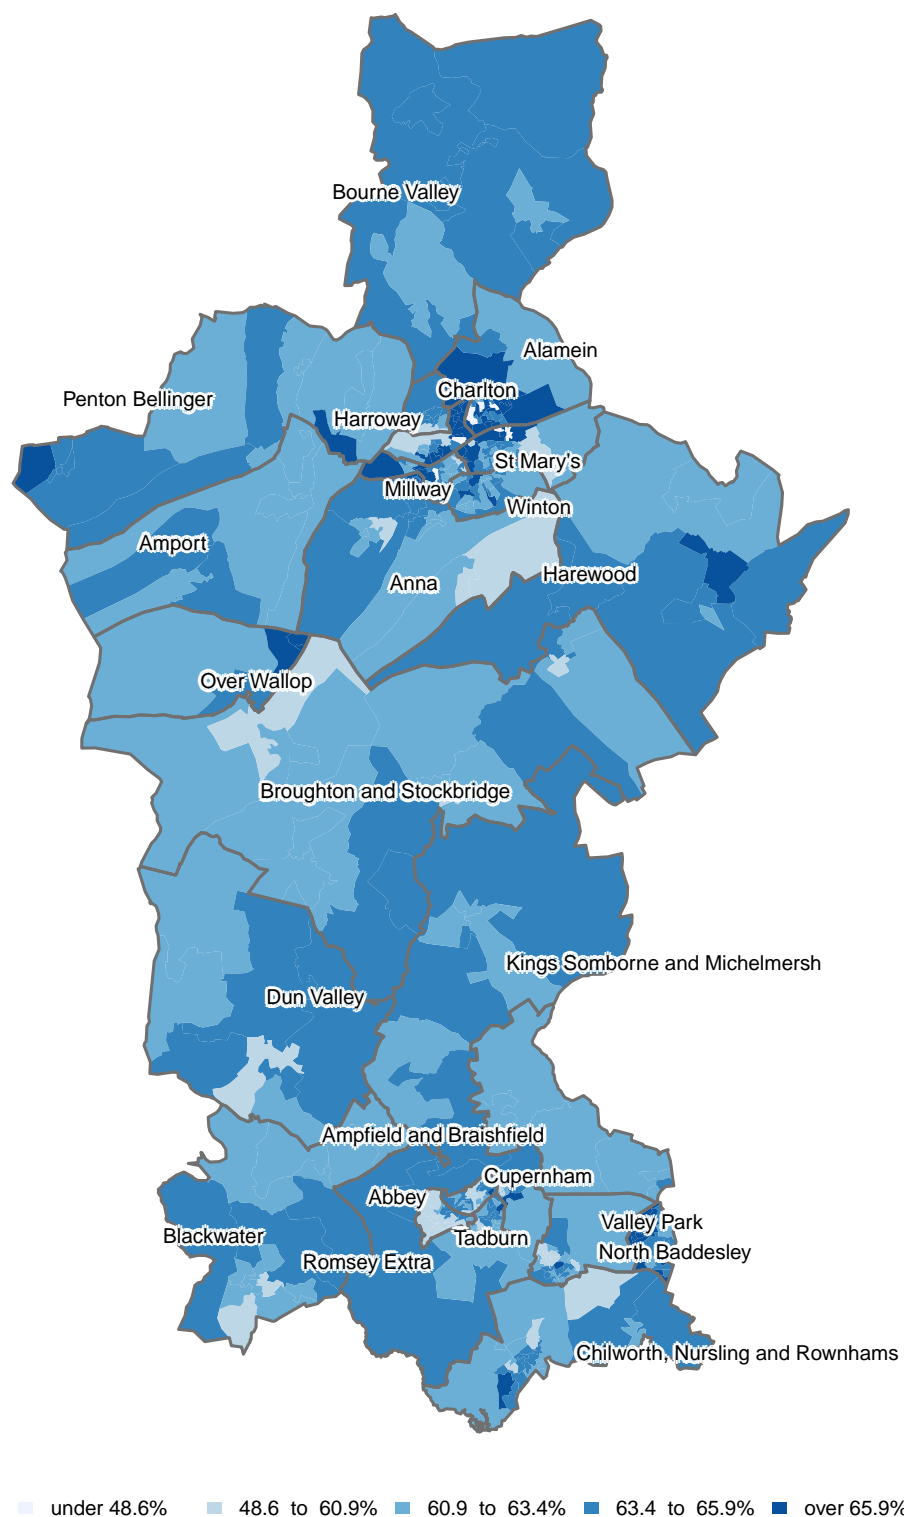 Bourne Valley
Alamein
Charlton
Penton Bellinger
Harroway
St Mary's
Millway
Winton
Amport
Harewood
Anna
Over Wallop
Broughton and Stockbridge
Kings Somborne and Michelmersh
Dun Valley
Ampfield and Braishfield
Cupernham
Abbey
Valley Park
Blackwater
Tadburn
North Baddesley
Romsey Extra
Chilworth, Nursling and Rownhams
under 48.6% 48.6 to 60.9% 60.9 to 63.4% 63.4 to 65.9% over 65.9%